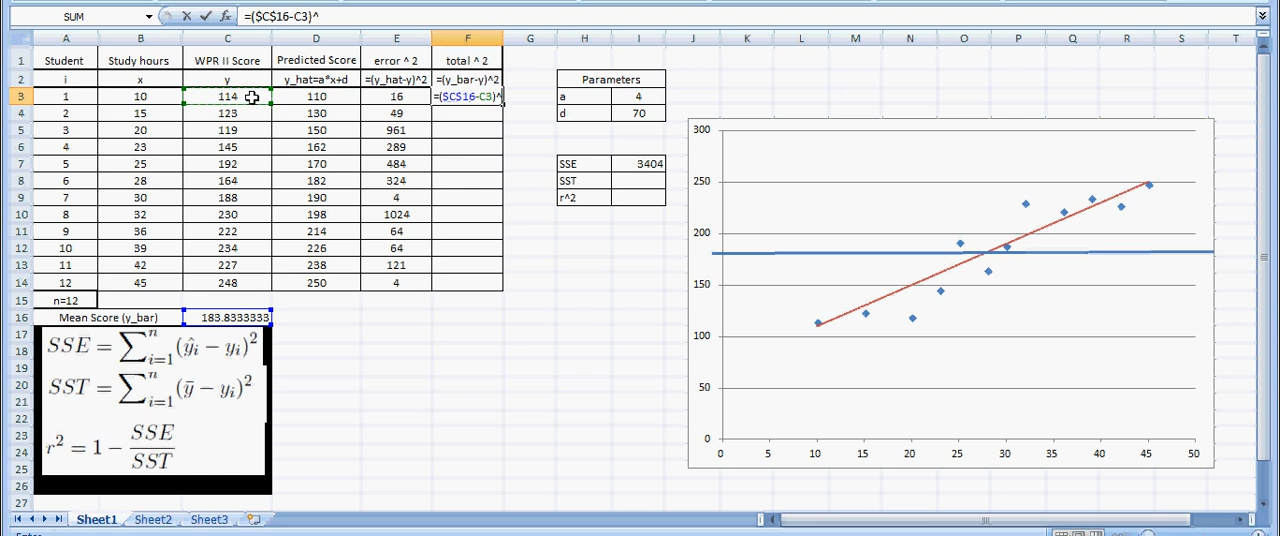 SUM =($C$16-C3)^
A B C D E F G H I J K L M N O P Q R S T
1 Student Study hours WPR II Score Predicted Score error ^ 2 total ^ 2
2 i x y y_hat=a*x+d =(y_hat-y)^2 =(y_bar-y)^2 Parameters
3 1 10 114 110 16 =($C$16-C3)^ a 4
4 2 15 123 130 49 d 70
5 3 20 119 150 961
6 4 23 145 162 289
7 5 25 192 170 484 SSE 3404
8 6 28 164 182 324 SST
9 7 30 188 190 4 r^2
10 8 32 230 198 1024
11 9 36 222 214 64
12 10 39 234 226 64
13 11 42 227 238 121
14 12 45 248 250 4
15 n=12
16 Mean Score (y_bar) 183.8333333
17
18
19
20
21
22
23
24
25
26
27
SSE = ∑ᵢ₌₁ⁿ (ŷᵢ − yᵢ)²
SST = ∑ᵢ₌₁ⁿ (ȳ − yᵢ)²
r² = 1 − SSE/SST
300
250
200
150
100
50
0
0 5 10 15 20 25 30 35 40 45 50
Sheet1 Sheet2 Sheet3